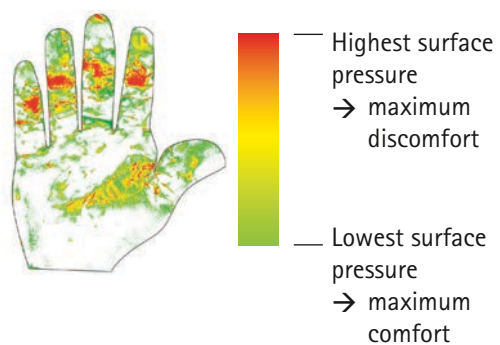 Highest surface
pressure
→ maximum
discomfort
Lowest surface
pressure
→ maximum
comfort